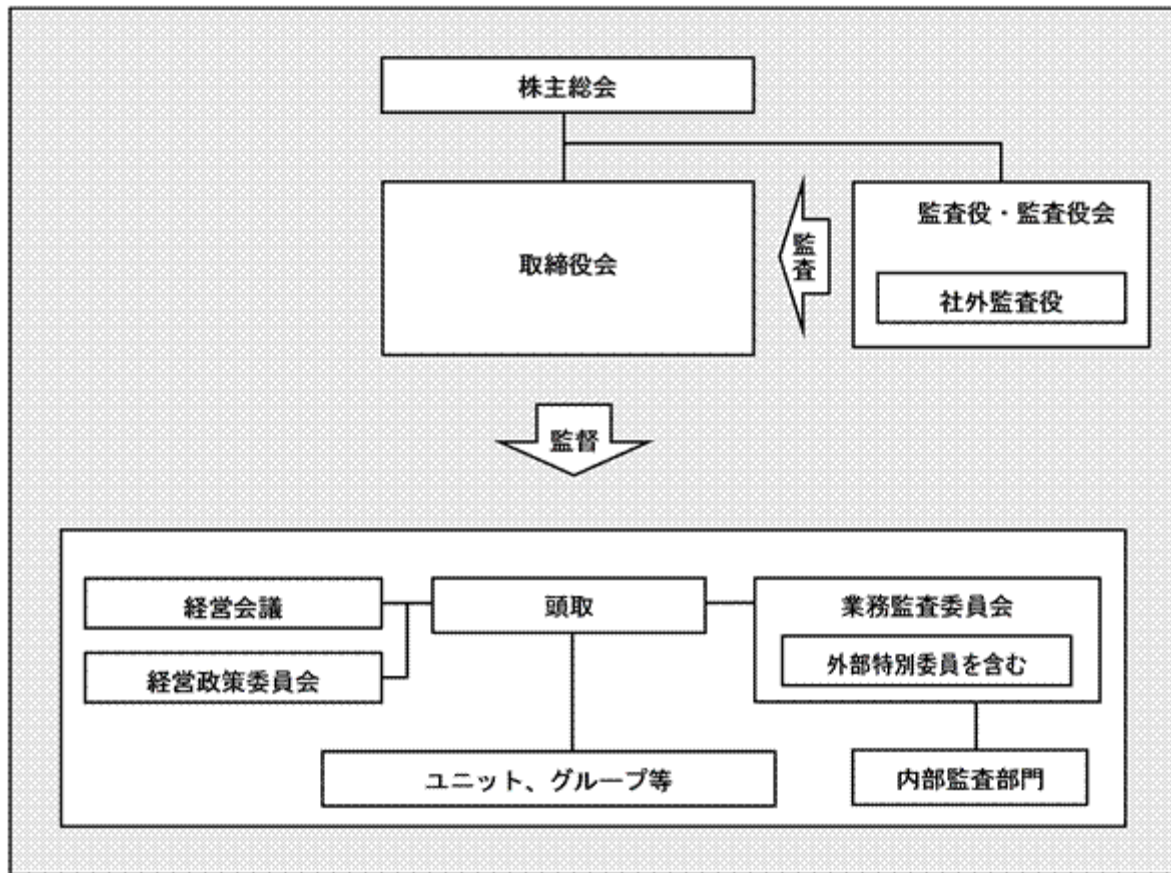 株主総会
取締役会
監査
監査役・監査役会
社外監査役
監督
経営会議
頭取
業務監査委員会
外部特別委員を含む
経営政策委員会
ユニット、グループ等
内部監査部門